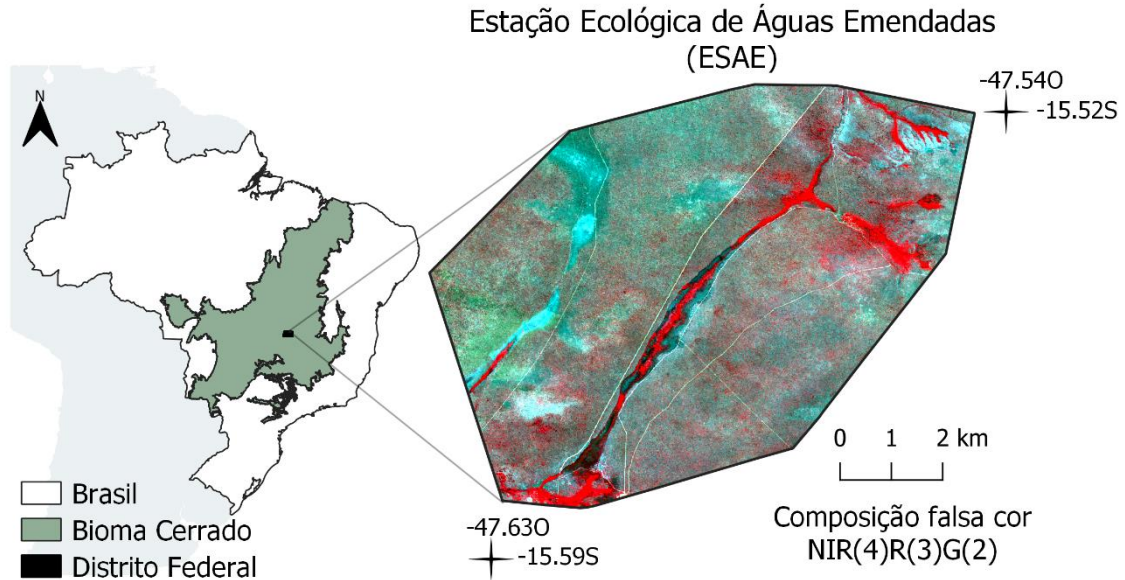 Estação Ecológica de Águas Emendadas
(ESAE)
N
-47.54O
-15.52S
0 1 2 km
Brasil
Bioma Cerrado
Distrito Federal
-47.63O
-15.59S
Composição falsa cor
NIR(4)R(3)G(2)